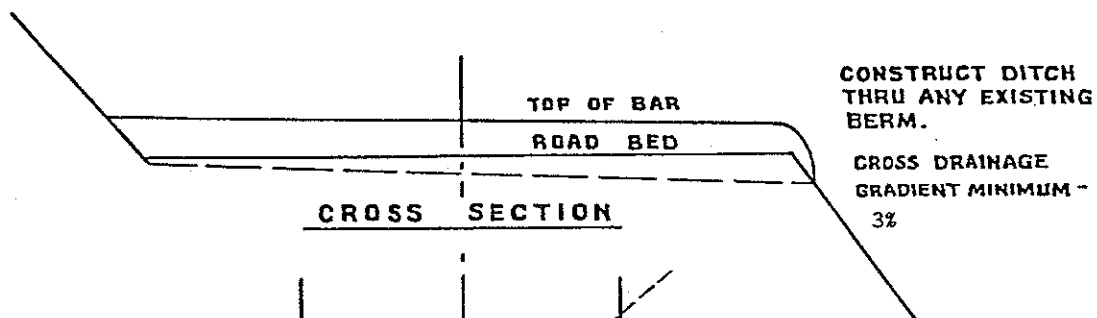 TOP OF BAR
ROAD BED
CONSTRUCT DITCH
THRU ANY EXISTING
BERM.
CROSS DRAINAGE
GRADIENT MINIMUM -
3%
CROSS SECTION